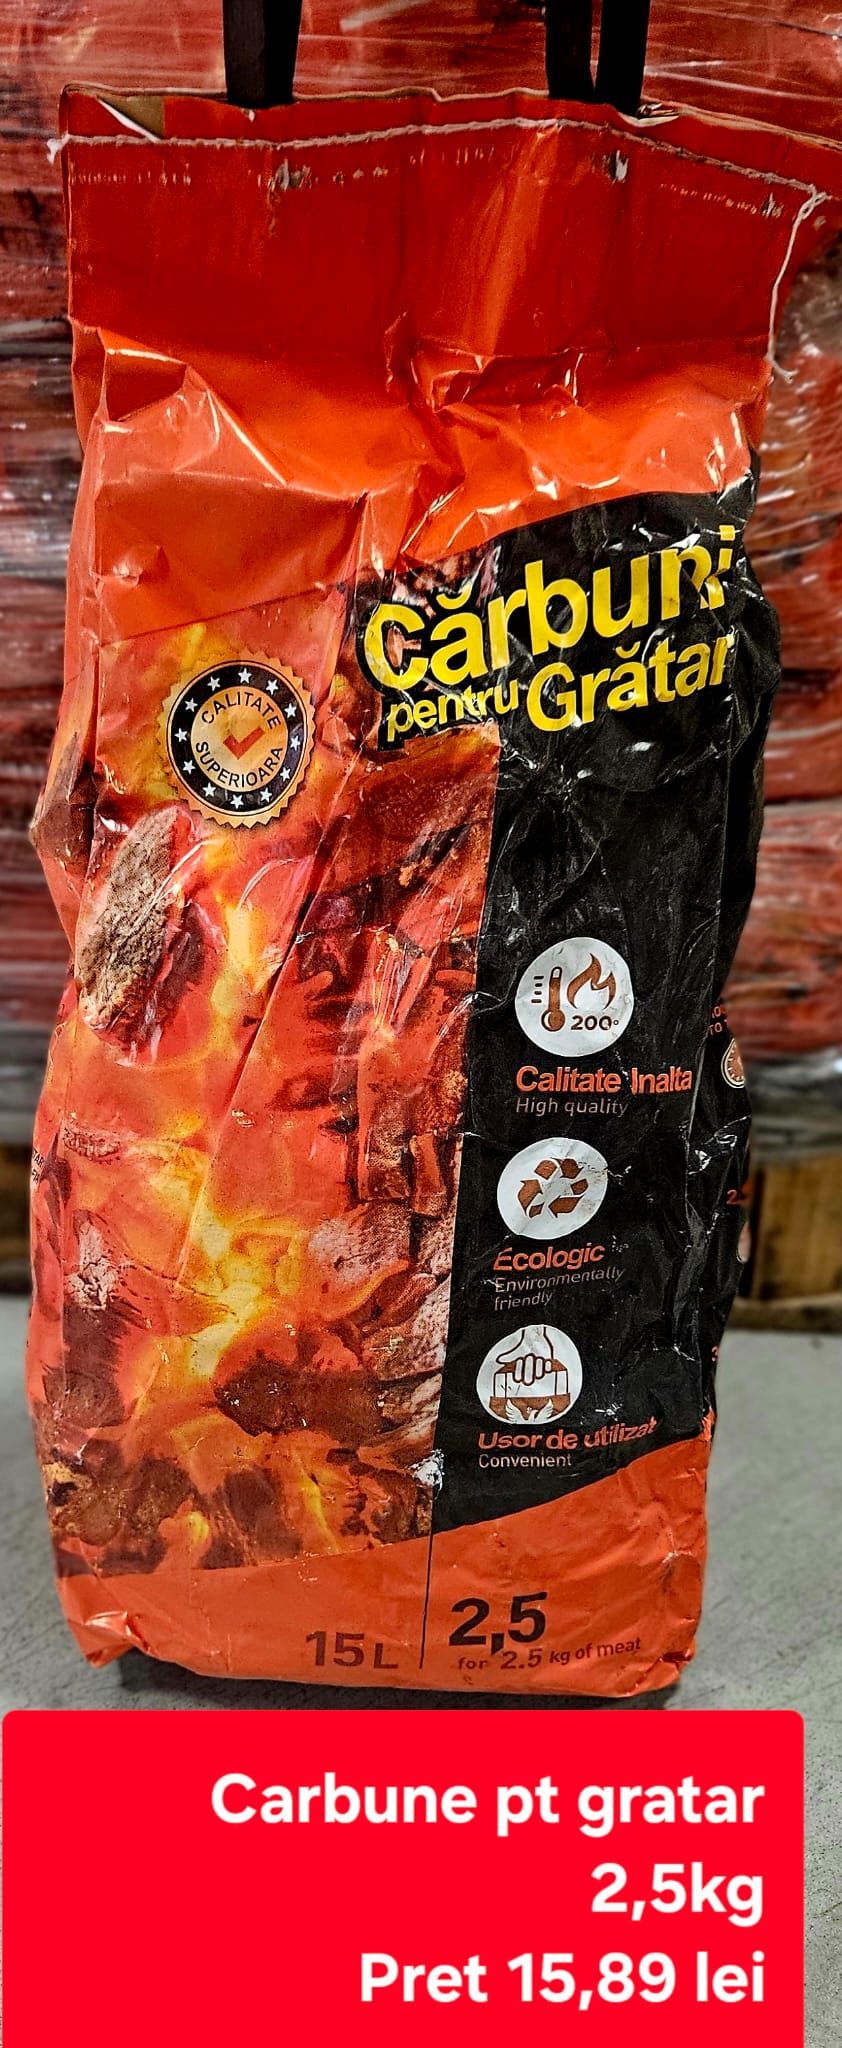 Cărbuni
pentru Grătar
CALITATE
SUPERIOARA
200°
Calitate Inalta
High quality
Ecologic
Environmentally
friendly
Usor de utilizat
Convenient
15 L
2,5
for 2.5 kg of meat
Carbune pt gratar
2,5kg
Pret 15,89 lei